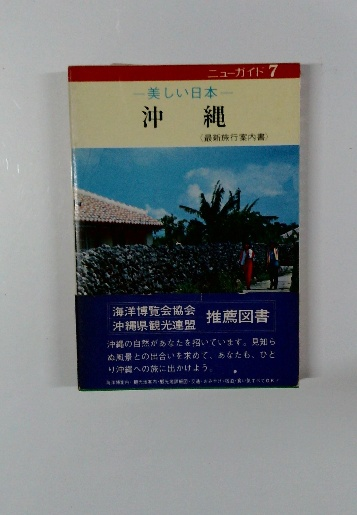 ニューガイド 7
美しい日本
沖縄
（最新旅行案内書）
海洋博覧会協会
沖縄県観光連盟
推薦図書
沖縄の自然があなたを招いています。見知ら
ぬ風景との出合いを求めて、あなたも、ひと
り沖縄への旅に出かけよう。